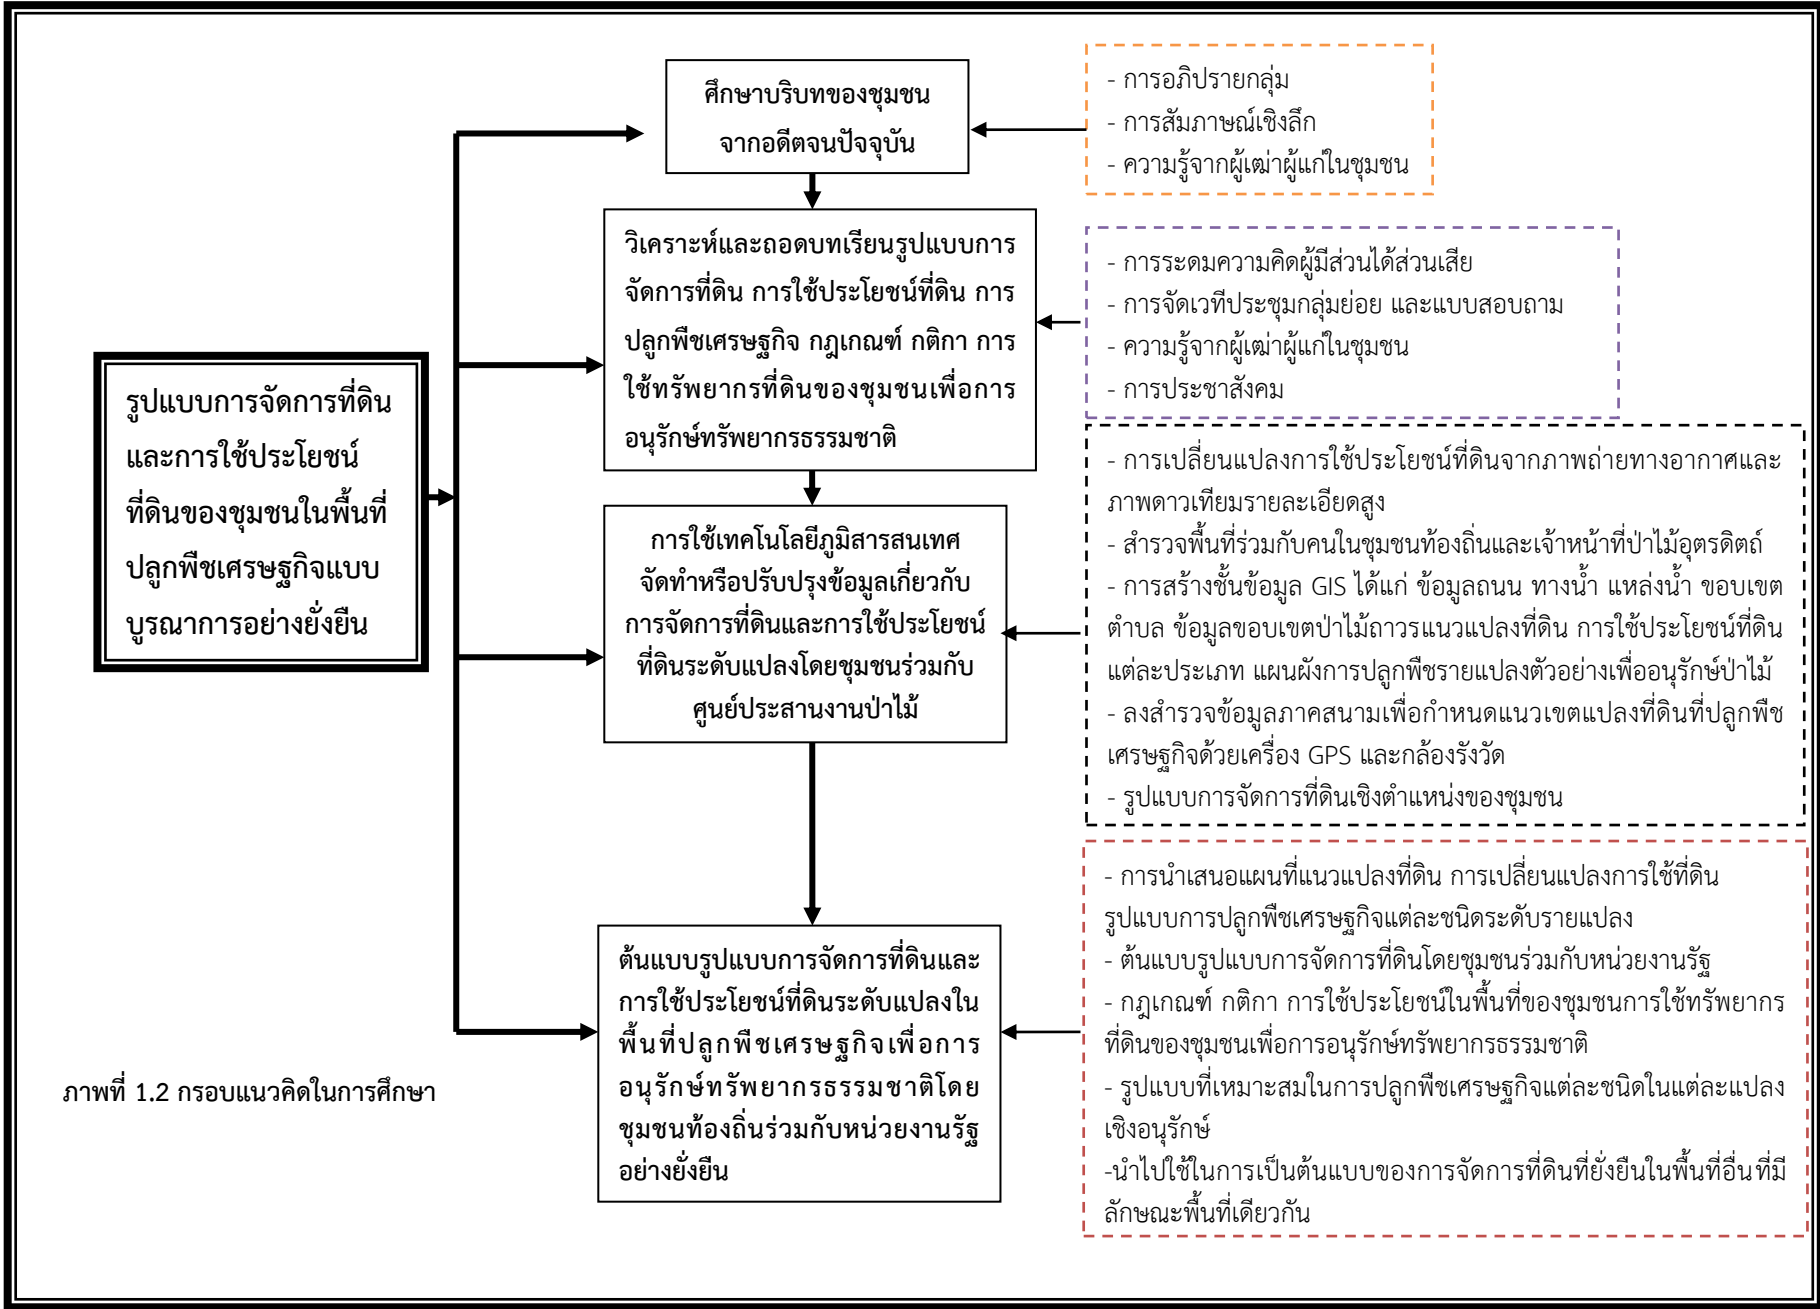 ศึกษาบริบทของชุมชน
จากอดีตจนปัจจุบัน
- การอภิปรายกลุ่ม
- การสัมภาษณ์เชิงลึก
- ความรู้จากผู้เฒ่าผู้แก่ในชุมชน
วิเคราะห์และถอดบทเรียนรูปแบบการ
จัดการที่ดิน การใช้ประโยชน์ที่ดิน การ
ปลูกพืชเศรษฐกิจ กฎเกณฑ์ กติกา การ
ใช้ทรัพยากรที่ดินของชุมชนเพื่อการ
อนุรักษ์ทรัพยากรธรรมชาติ
- การระดมความคิดผู้มีส่วนได้ส่วนเสีย
- การจัดเวทีประชุมกลุ่มย่อย และแบบสอบถาม
- ความรู้จากผู้เฒ่าผู้แก่ในชุมชน
- การประชาสังคม
รูปแบบการจัดการที่ดิน
และการใช้ประโยชน์
ที่ดินของชุมชนในพื้นที่
ปลูกพืชเศรษฐกิจแบบ
บูรณาการอย่างยั่งยืน
การใช้เทคโนโลยีภูมิสารสนเทศ
จัดทำหรือปรับปรุงข้อมูลเกี่ยวกับ
การจัดการที่ดินและการใช้ประโยชน์
ที่ดินระดับแปลงโดยชุมชนร่วมกับ
ศูนย์ประสานงานป่าไม้
- การเปลี่ยนแปลงการใช้ประโยชน์ที่ดินจากภาพถ่ายทางอากาศและ
ภาพดาวเทียมรายละเอียดสูง
- สำรวจพื้นที่ร่วมกับคนในชุมชนท้องถิ่นและเจ้าหน้าที่ป่าไม้อุตรดิตถ์
- การสร้างชั้นข้อมูล GIS ได้แก่ ข้อมูลถนน ทางน้ำ แหล่งน้ำ ขอบเขต
ตำบล ข้อมูลขอบเขตป่าไม้ถาวรแนวแปลงที่ดิน การใช้ประโยชน์ที่ดิน
แต่ละประเภท แผนผังการปลูกพืชรายแปลงตัวอย่างเพื่ออนุรักษ์ป่าไม้
- ลงสำรวจข้อมูลภาคสนามเพื่อกำหนดแนวเขตแปลงที่ดินที่ปลูกพืช
เศรษฐกิจด้วยเครื่อง GPS และกล้องรังวัด
- รูปแบบการจัดการที่ดินเชิงตำแหน่งของชุมชน
ต้นแบบรูปแบบการจัดการที่ดินและ
การใช้ประโยชน์ที่ดินระดับแปลงใน
พื้นที่ปลูกพืชเศรษฐกิจเพื่อการ
อนุรักษ์ทรัพยากรธรรมชาติโดย
ชุมชนท้องถิ่นร่วมกับหน่วยงานรัฐ
อย่างยั่งยืน
- การนำเสนอแผนที่แนวแปลงที่ดิน การเปลี่ยนแปลงการใช้ที่ดิน
รูปแบบการปลูกพืชเศรษฐกิจแต่ละชนิดระดับรายแปลง
- ต้นแบบรูปแบบการจัดการที่ดินโดยชุมชนร่วมกับหน่วยงานรัฐ
- กฎเกณฑ์ กติกา การใช้ประโยชน์ในพื้นที่ของชุมชนการใช้ทรัพยากร
ที่ดินของชุมชนเพื่อการอนุรักษ์ทรัพยากรธรรมชาติ
- รูปแบบที่เหมาะสมในการปลูกพืชเศรษฐกิจแต่ละชนิดในแต่ละแปลง
เชิงอนุรักษ์
-นำไปใช้ในการเป็นต้นแบบของการจัดการที่ดินที่ยั่งยืนในพื้นที่อื่นที่มี
ลักษณะพื้นที่เดียวกัน
ภาพที่ 1.2 กรอบแนวคิดในการศึกษา